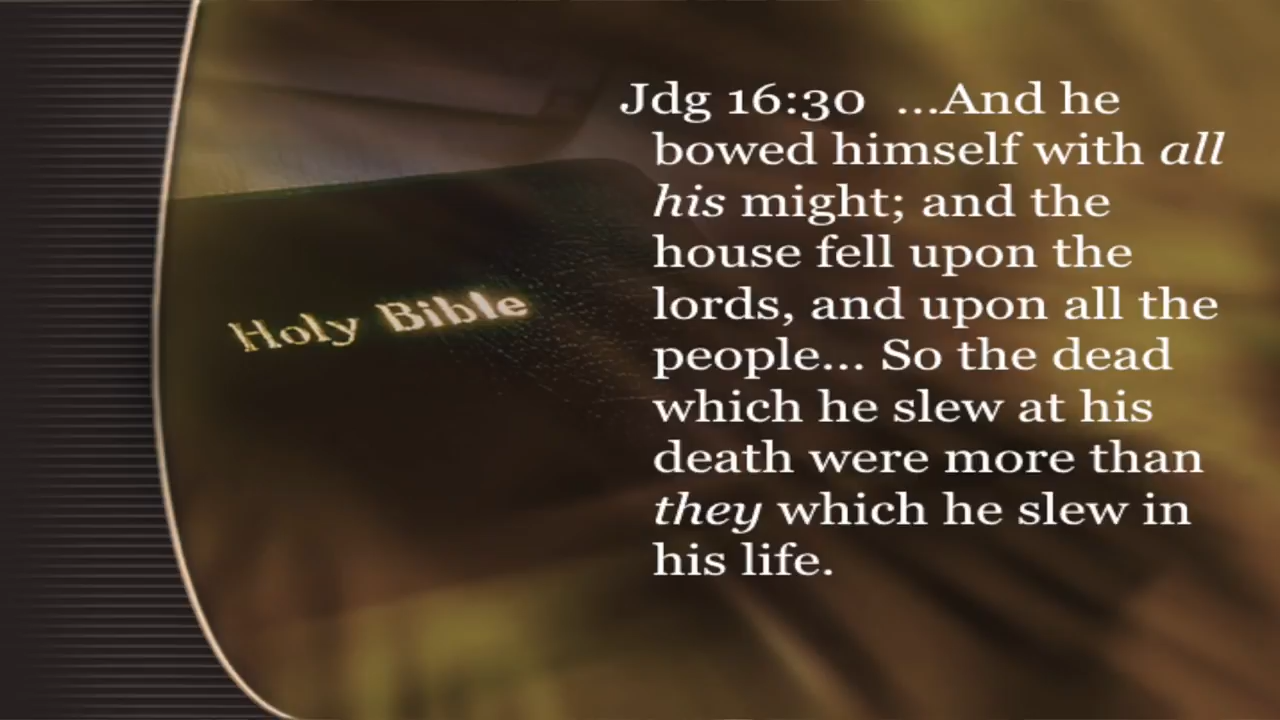 Holy Bible
Jdg 16:30 ...And he
bowed himself with all
his might; and the
house fell upon the
lords, and upon all the
people... So the dead
which he slew at his
death were more than
they which he slew in
his life.